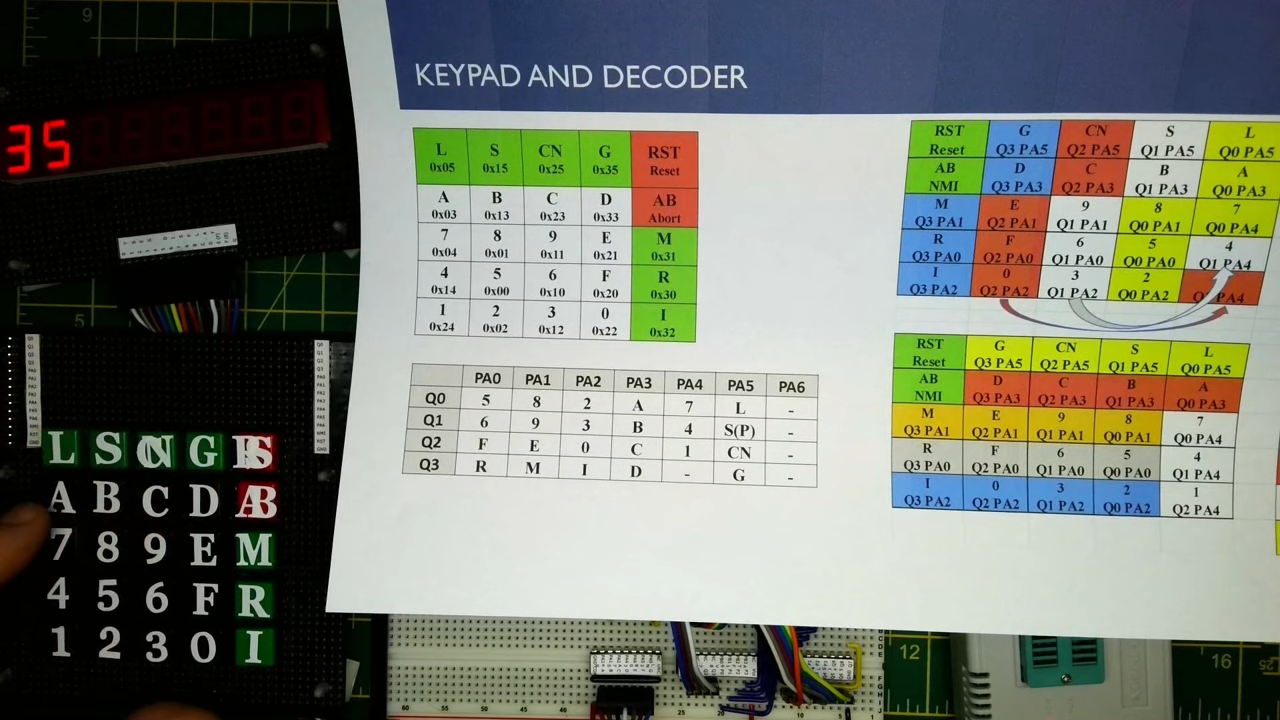 9
KEYPAD AND DECODER
35
5
L S CN G RST
0x05 0x15 0x25 0x35 Reset
A B C D AB
0x03 0x13 0x23 0x33 Abort
7 8 9 E M
0x04 0x01 0x11 0x21 0x31
4 5 6 F R
0x14 0x00 0x10 0x20 0x30
1 2 3 0 I
0x24 0x02 0x12 0x22 0x32
PA0 PA1 PA2 PA3 PA4 PA5 PA6
Q0 5 8 2 A 7 L -
Q1 6 9 3 B 4 S(P) -
Q2 F E 0 C 1 CN -
Q3 R M I D - G -
RST G CN S L
Reset Q3 PA5 Q2 PA5 Q1 PA5 Q0 PA5
AB D C B A
NMI Q3 PA3 Q2 PA3 Q1 PA3 Q0 PA3
M E 9 8 7
Q3 PA1 Q2 PA1 Q1 PA1 Q0 PA1 Q0 PA4
R F 6 5 4
Q3 PA0 Q2 PA0 Q1 PA0 Q0 PA0 Q1 PA4
I 0 3 2
Q3 PA2 Q2 PA2 Q1 PA2 Q0 PA2 PA4
RST G CN S L
Reset Q3 PA5 Q2 PA5 Q1 PA5 Q0 PA5
AB D C B A
NMI Q3 PA3 Q2 PA3 Q1 PA3 Q0 PA3
M E 9 8 7
Q3 PA1 Q2 PA1 Q1 PA1 Q0 PA1 Q0 PA4
R F 6 5 4
Q3 PA0 Q2 PA0 Q1 PA0 Q0 PA0 Q1 PA4
I 0 3 2 1
Q3 PA2 Q2 PA2 Q1 PA2 Q0 PA2 Q2 PA4
L S CN G RS
A B C D AB
7 8 9 E M
4 5 6 F R
1 2 3 0 I
12
16